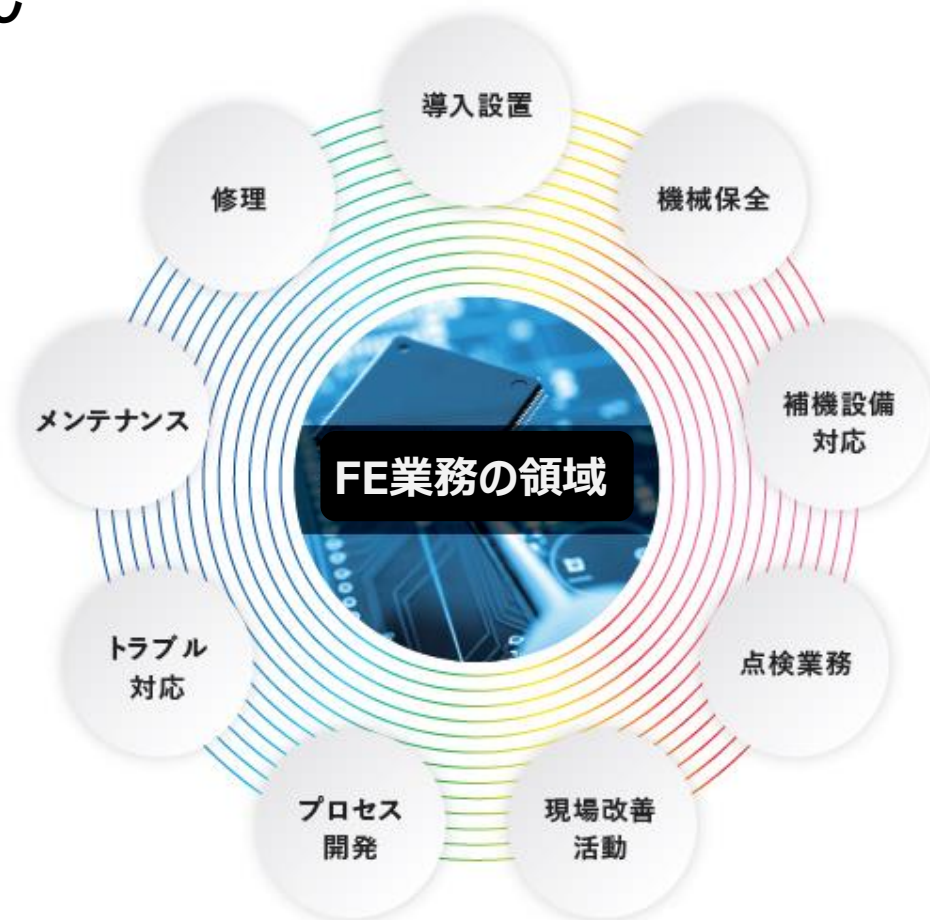 導入設置
機械保全
補機設備
対応
点検業務
現場改善
活動
プロセス
開発
トラブル
対応
メンテナンス
修理
FE業務の領域